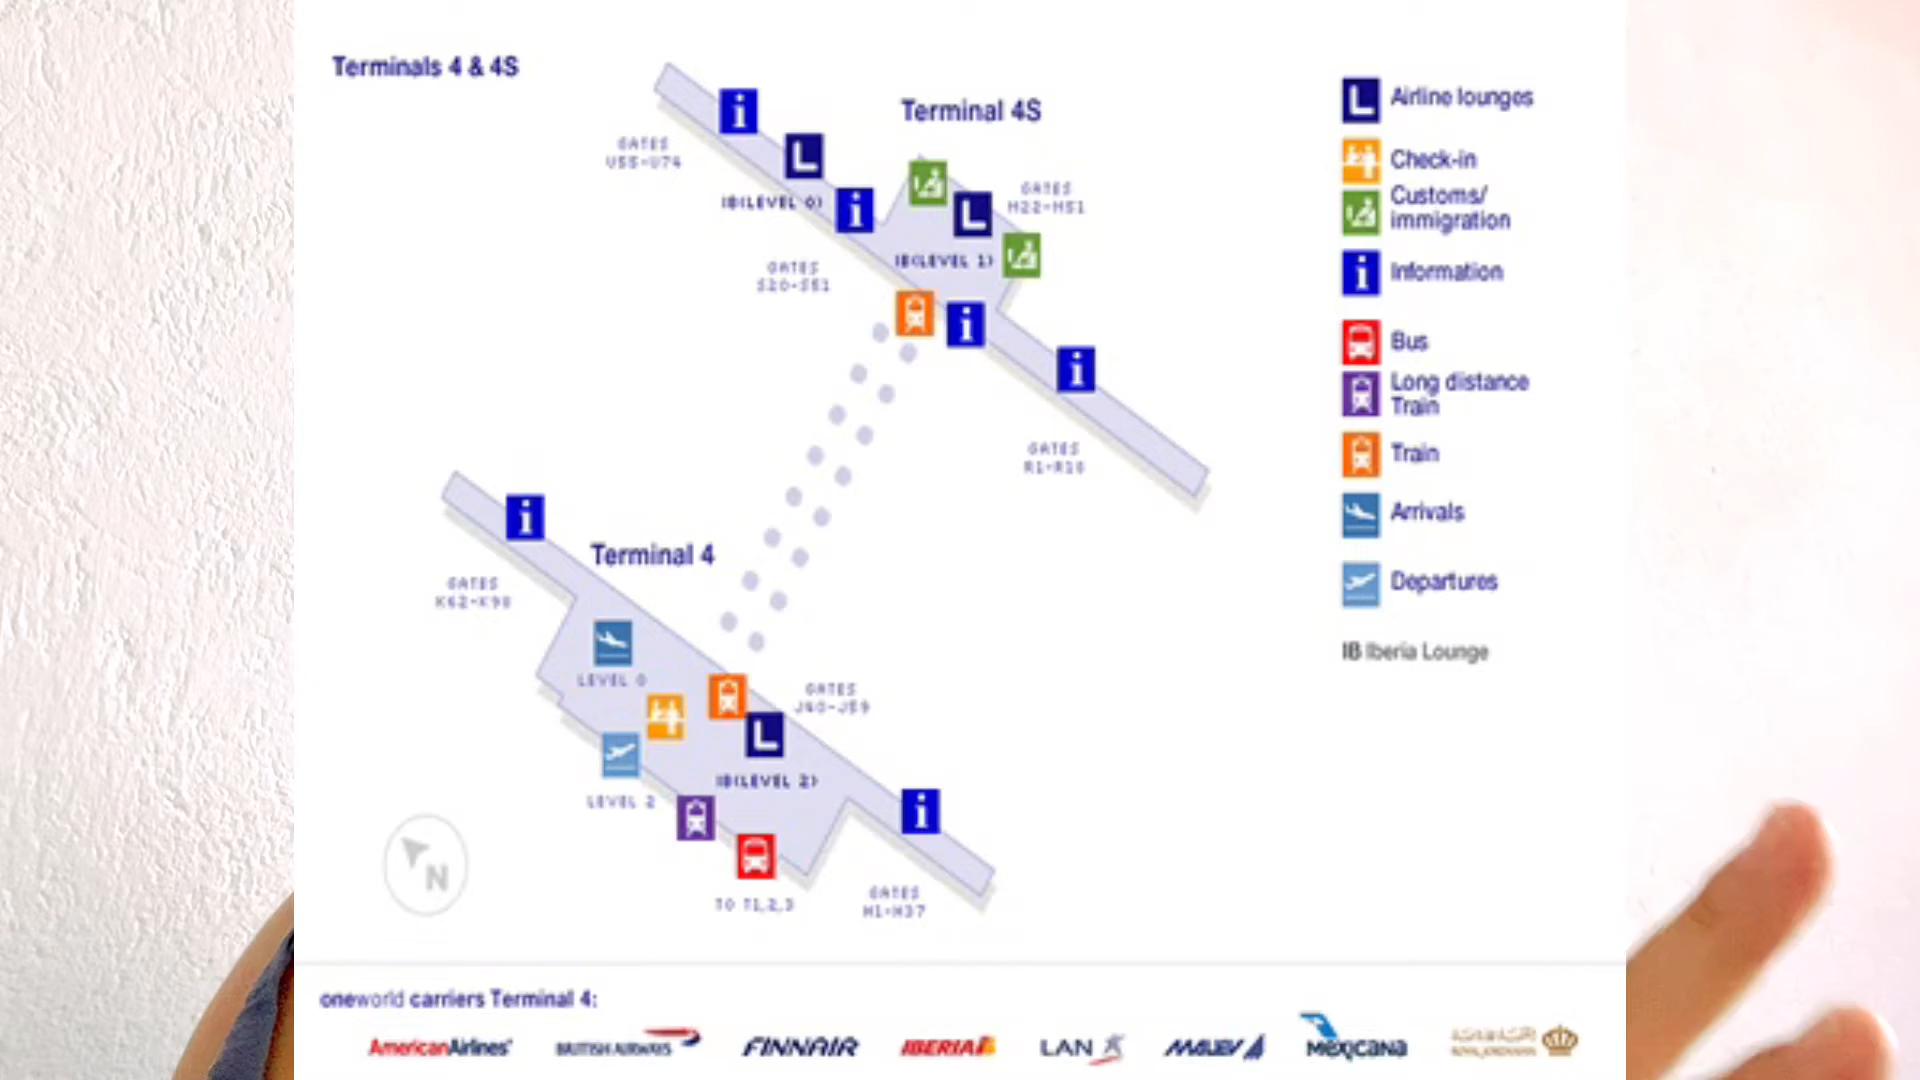 Terminals 4 & 4S
Terminal 4S
GATES
U55-U74
IB(LEVEL 0)
GATES
H22-H51
IB(LEVEL 1)
GATES
S20-S51
GATES
R1-R18
Terminal 4
GATES
K62-K98
LEVEL 0
GATES
J40-J59
IB(LEVEL 2)
LEVEL 2
TO T1,2,3
GATES
H1-H37
N
Airline lounges
Check-in
Customs/
immigration
Information
Bus
Long distance
Train
Train
Arrivals
Departures
IB Iberia Lounge
oneworld carriers Terminal 4:
AmericanAirlines BRITISH AIRWAYS FINNAIR IBERIA LAN MALEV MEXICANA